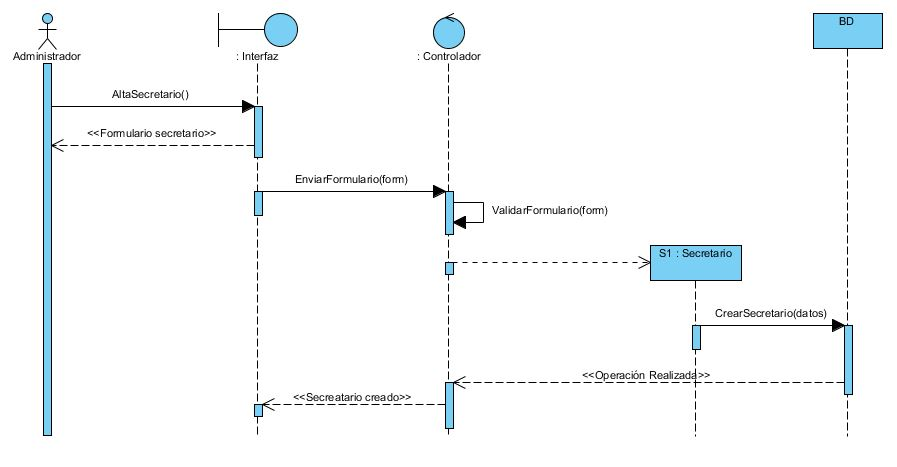 BD
Administrador
: Interfaz
: Controlador
AltaSecretario()
<<Formulario secretario>>
EnviarFormulario(form)
ValidarFormulario(form)
S1 : Secretario
CrearSecretario(datos)
<<Operación Realizada>>
<<Secreatario creado>>